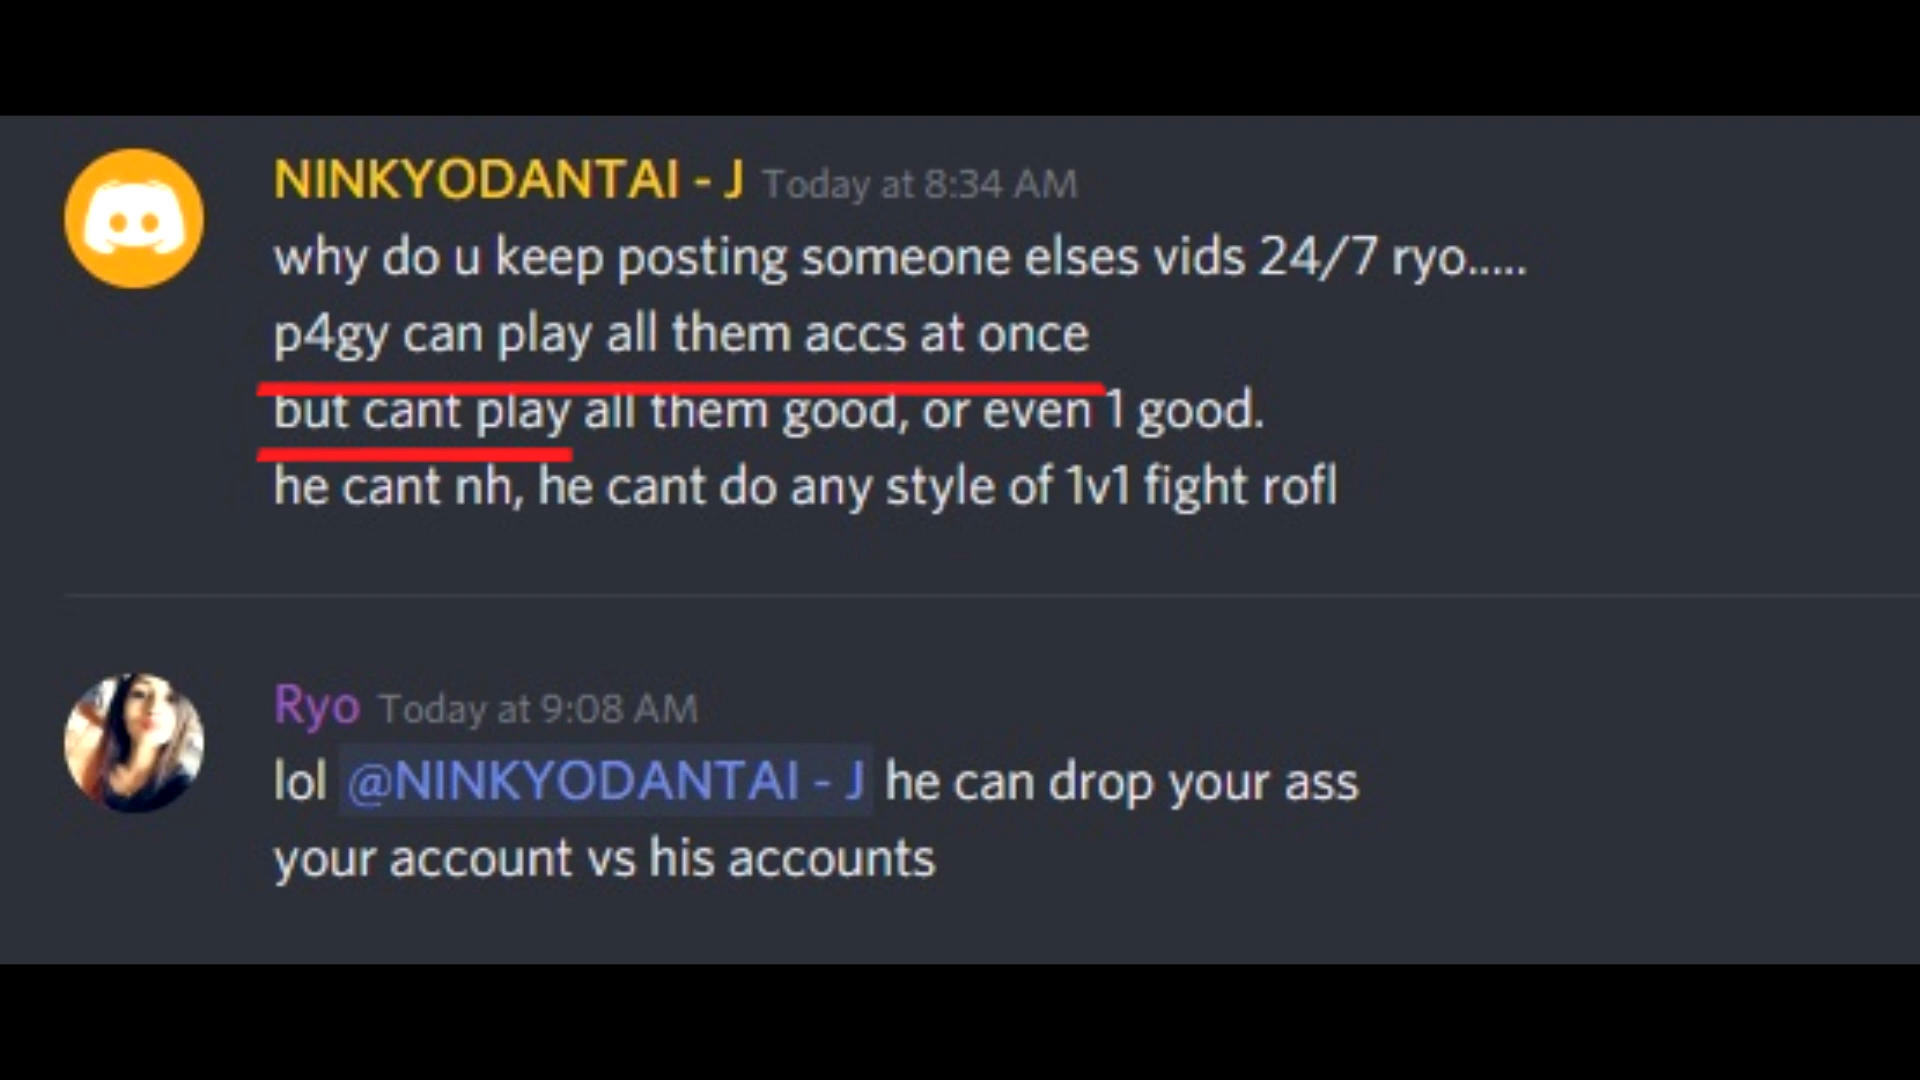 NINKYODANTAI - J Today at 8:34 AM
why do u keep posting someone elses vids 24/7 ryo.....
p4gy can play all them accs at once
but cant play all them good, or even 1 good.
he cant nh, he cant do any style of 1v1 fight rofl
Ryo Today at 9:08 AM
lol @NINKYODANTAI - J he can drop your ass
your account vs his accounts